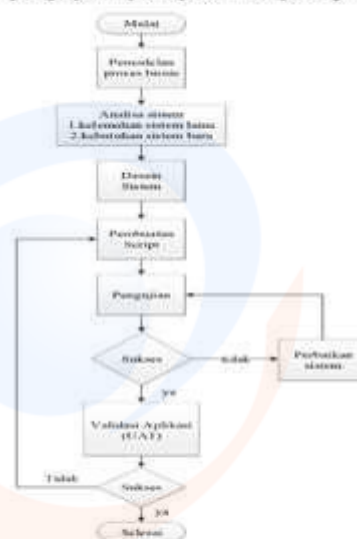 Mulai
Pemodelan
proses bisnis
Analisa sistem
1.kelemahan sistem lama
2.kebutuhan sistem baru
Desain
Sistem
Pembuatan
Script
Pengujian
Sukses
tidak
Perbaikan
sistem
ya
Validasi Aplikasi
(UAT)
Tidak
Sukses
ya
Selesai